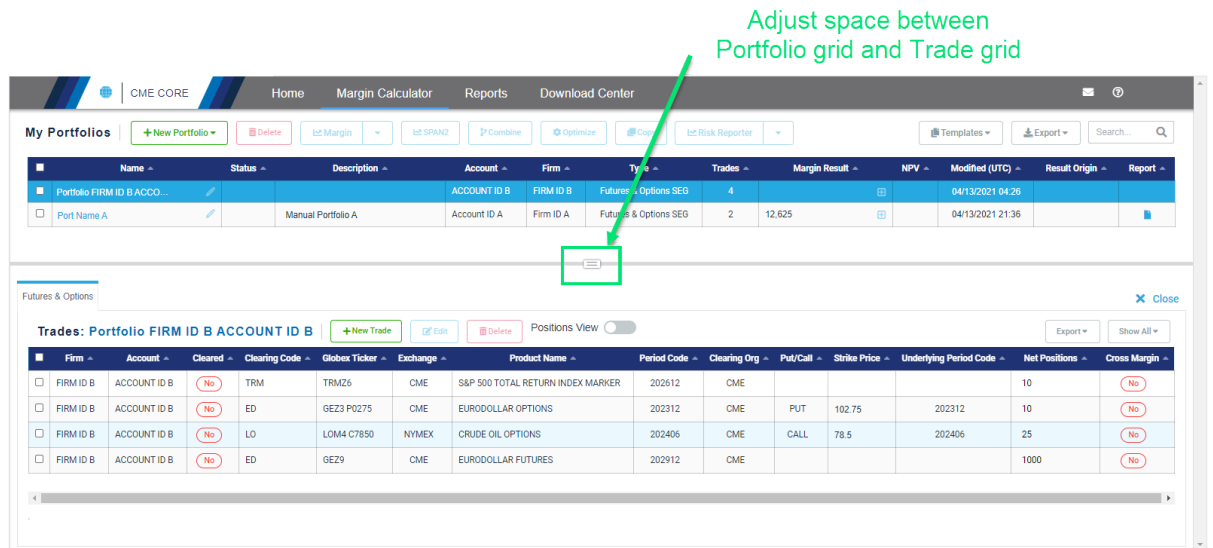 Adjust space between
Portfolio grid and Trade grid
CME CORE Home Margin Calculator Reports Download Center
My Portfolios +New Portfolio Delete Margin SPAN2 Combine Optimize Copy Risk Reporter Templates Export Search...
Name Status Description Account Firm Type Trades Margin Result NPV Modified (UTC) Result Origin Report
Portfolio FIRM ID B ACCO... ACCOUNT ID B FIRM ID B Futures & Options SEG 4 04/13/2021 04:26
Port Name A Manual Portfolio A Account ID A Firm ID A Futures & Options SEG 2 12,625 04/13/2021 21:36
Futures & Options
X Close
Trades: Portfolio FIRM ID B ACCOUNT ID B +New Trade Edit Delete Positions View Export Show All
Firm Account Cleared Clearing Code Globex Ticker Exchange Product Name Period Code Clearing Org Put/Call Strike Price Underlying Period Code Net Positions Cross Margin
FIRM ID B ACCOUNT ID B No TRM TRMZ6 CME S&P 500 TOTAL RETURN INDEX MARKER 202612 CME 10 No
FIRM ID B ACCOUNT ID B No ED GEZ3 P0275 CME EURODOLLAR OPTIONS 202312 CME PUT 102.75 202312 10 No
FIRM ID B ACCOUNT ID B No LO LOM4 C7850 NYMEX CRUDE OIL OPTIONS 202406 CME CALL 78.5 202406 25 No
FIRM ID B ACCOUNT ID B No ED GEZ9 CME EURODOLLAR FUTURES 202912 CME 1000 No